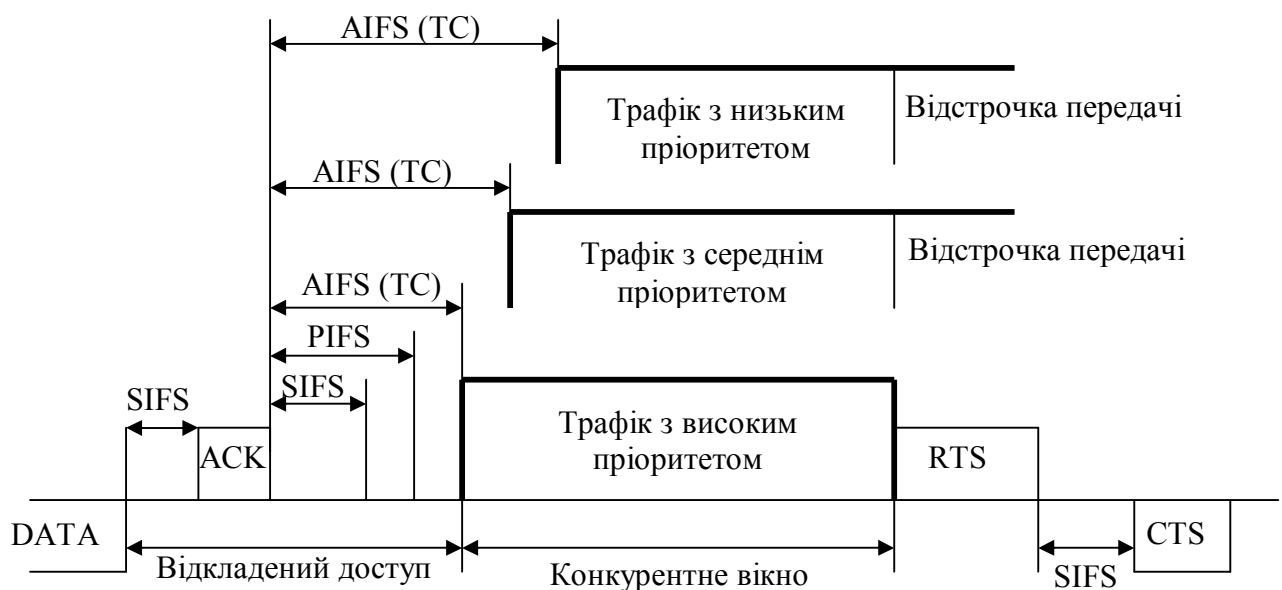 AIFS (TC)
Трафік з низьким
пріоритетом
Відстрочка передачі
AIFS (TC)
Трафік з середнім
пріоритетом
Відстрочка передачі
AIFS (TC)
PIFS
SIFS
SIFS
ACK
Трафік з високим
пріоритетом
RTS
DATA
CTS
Відкладений доступ
Конкурентне вікно
SIFS